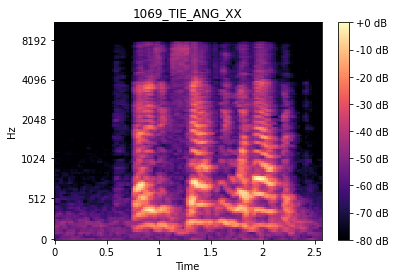 1069_TIE_ANG_XX
+0 dB
8192
-10 dB
4096
-20 dB
-30 dB
2048
Hz
-40 dB
1024
-50 dB
512
-60 dB
-70 dB
0
-80 dB
0
0.5
1
1.5
2
2.5
Time